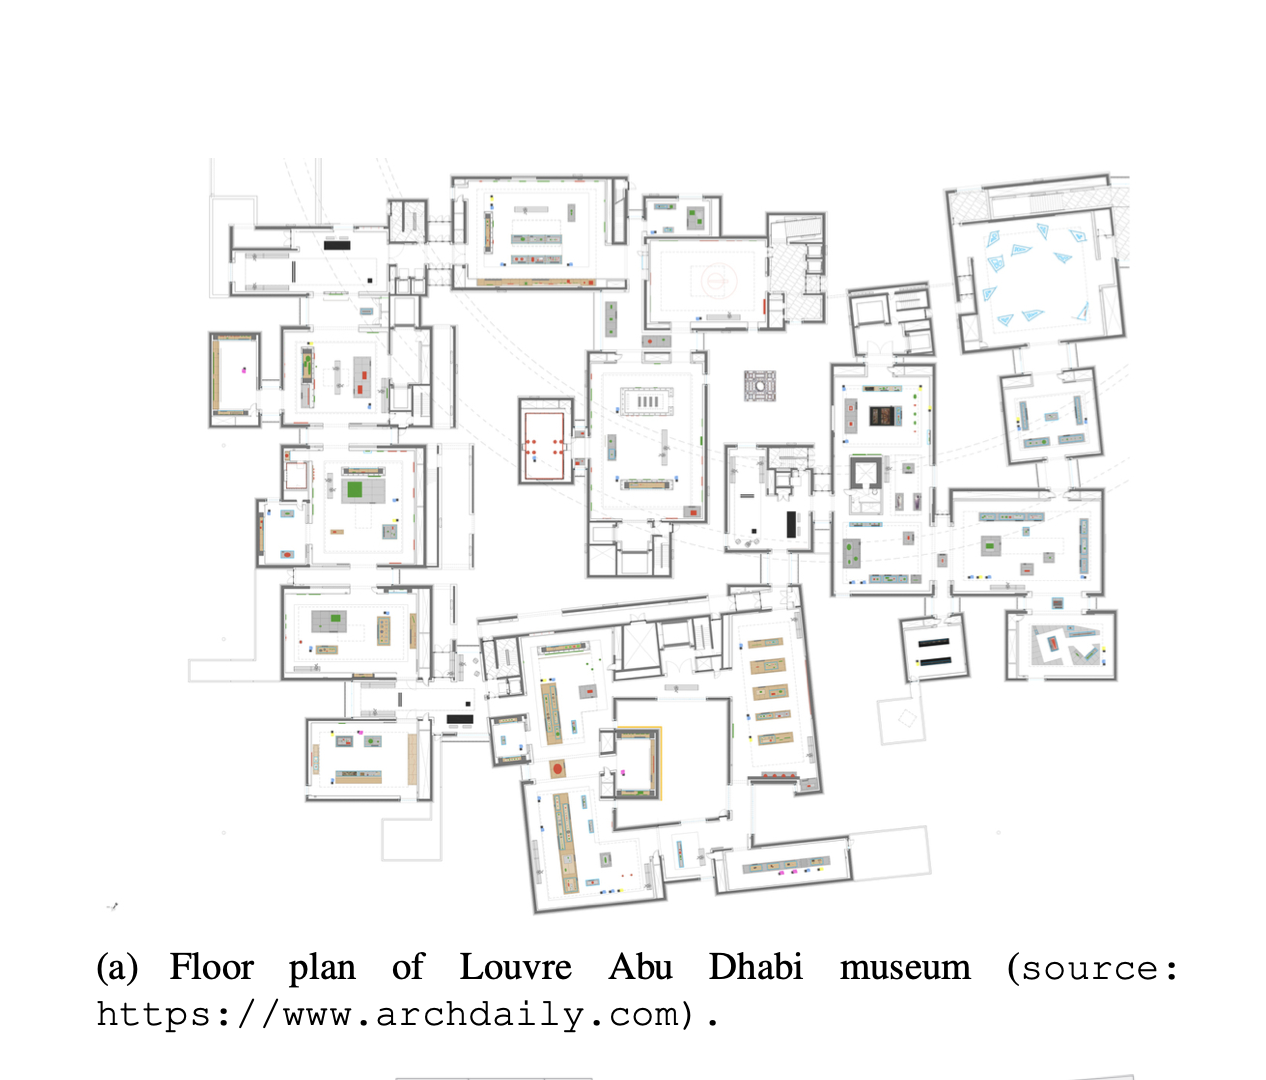 (a) Floor plan of Louvre Abu Dhabi museum (source:
https://www.archdaily.com).